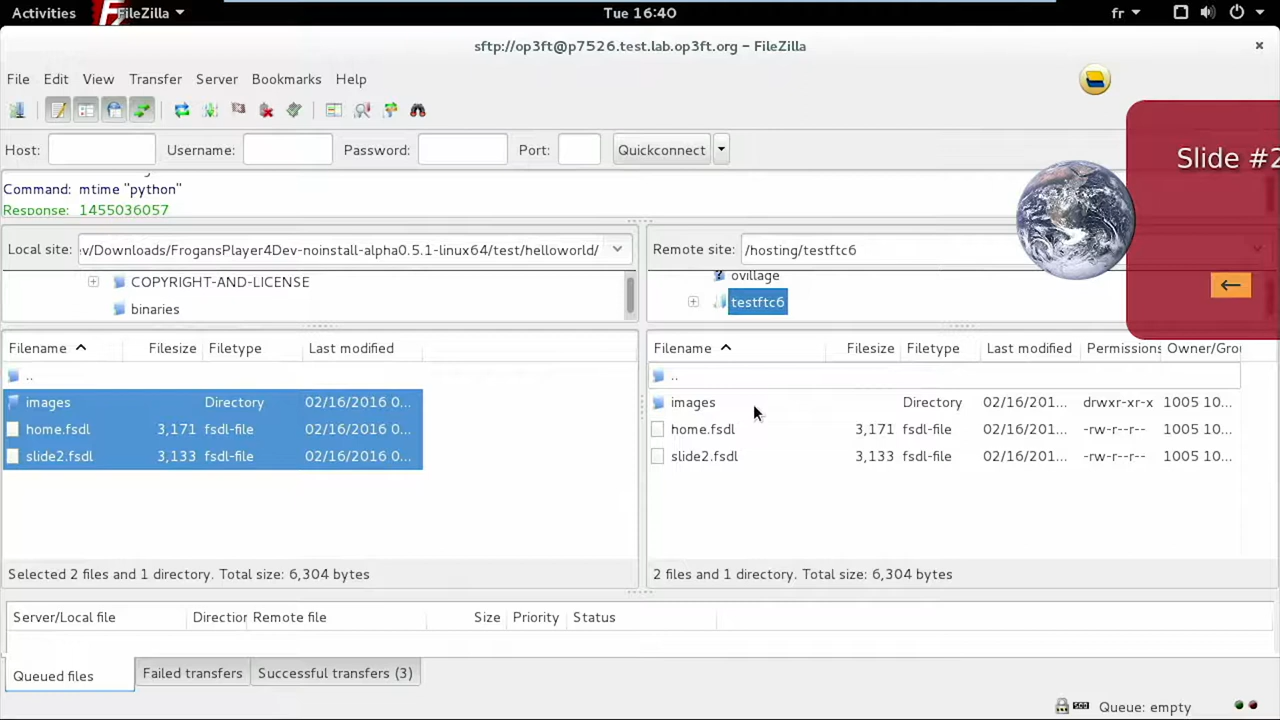 Activities FileZilla Tue 16:40 fr
sftp://op3ft@p7526.test.lab.op3ft.org – FileZilla ×
File Edit View Transfer Server Bookmarks Help
Host: Username: Password: Port: Quickconnect
Slide #2
Command: mtime "python"
Response: 1455036057
Local site: v/Downloads/FrogansPlayer4Dev-noinstall-alpha0.5.1-linux64/test/helloworld/ Remote site: /hosting/testftc6
COPYRIGHT-AND-LICENSE
binaries
ovillage
testftc6
←
Filename Filesize Filetype Last modified
..
images Directory 02/16/2016 0...
home.fsdl 3,171 fsdl-file 02/16/2016 0...
slide2.fsdl 3,133 fsdl-file 02/16/2016 0...
Selected 2 files and 1 directory. Total size: 6,304 bytes
Filename Filesize Filetype Last modified Permissions Owner/Grou
..
images Directory 02/16/201... drwxr-xr-x 1005 10...
home.fsdl 3,171 fsdl-file 02/16/201... -rw-r--r-- 1005 10...
slide2.fsdl 3,133 fsdl-file 02/16/201... -rw-r--r-- 1005 10...
2 files and 1 directory. Total size: 6,304 bytes
Server/Local file Direction Remote file Size Priority Status
Queued files Failed transfers Successful transfers (3)
Queue: empty